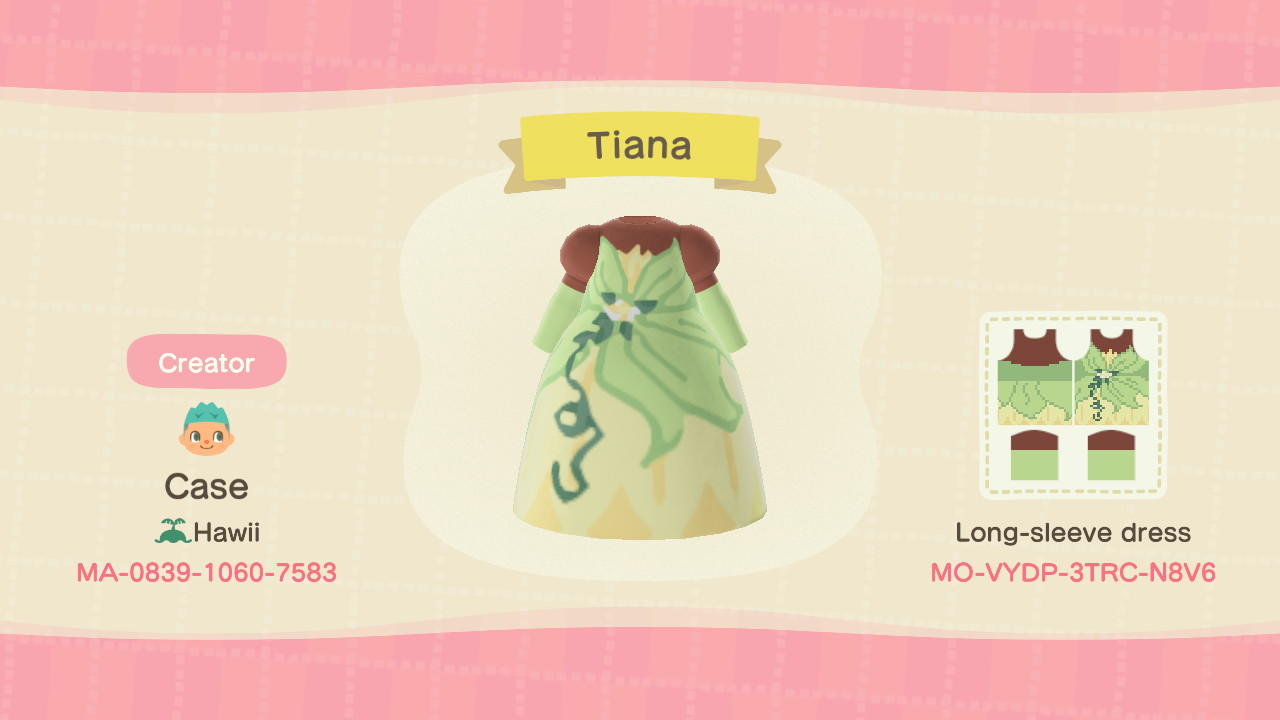 Tiana
Creator
Case
Hawii
MA-0839-1060-7583
Long-sleeve dress
MO-VYDP-3TRC-N8V6